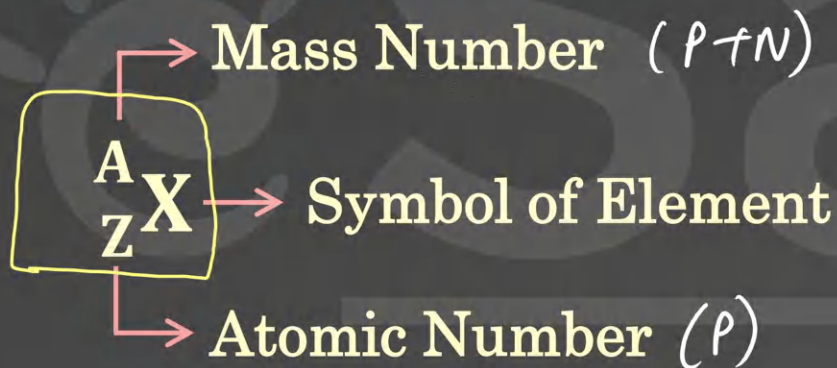 Mass Number (P+N)
A
X Symbol of Element
Z
Atomic Number (P)